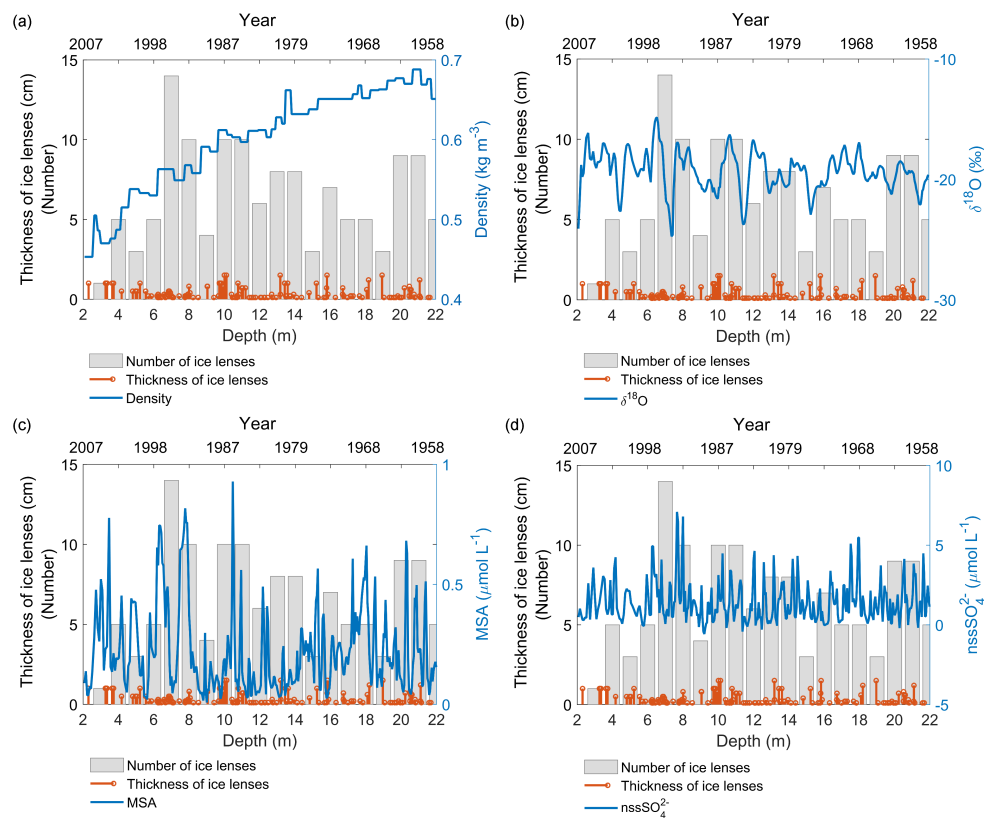 (a)
Year
2007 1998 1987 1979 1968 1958
15
10
5
0
Thickness of ice lenses (cm)
(Number)
0.7
0.6
0.5
0.4
Density (kg m⁻³)
2 4 6 8 10 12 14 16 18 20 22
Depth (m)
Number of ice lenses
Thickness of ice lenses
Density
(b)
Year
2007 1998 1987 1979 1968 1958
15
10
5
0
Thickness of ice lenses (cm)
(Number)
-10
-20
-30
δ¹⁸O (‰)
2 4 6 8 10 12 14 16 18 20 22
Depth (m)
Number of ice lenses
Thickness of ice lenses
δ¹⁸O
(c)
Year
2007 1998 1987 1979 1968 1958
15
10
5
0
Thickness of ice lenses (cm)
(Number)
1
0.5
0
MSA (μmol L⁻¹)
2 4 6 8 10 12 14 16 18 20 22
Depth (m)
Number of ice lenses
Thickness of ice lenses
MSA
(d)
Year
2007 1998 1987 1979 1968 1958
15
10
5
0
Thickness of ice lenses (cm)
(Number)
10
5
0
-5
nssSO₄²⁻ (μmol L⁻¹)
2 4 6 8 10 12 14 16 18 20 22
Depth (m)
Number of ice lenses
Thickness of ice lenses
nssSO₄²⁻